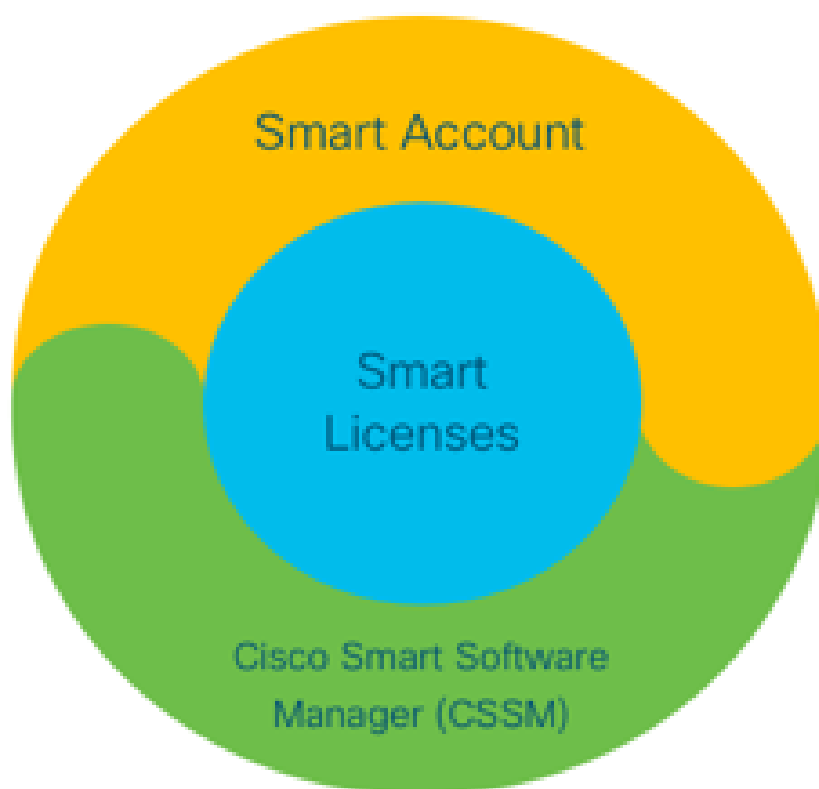 Smart Account
Smart
Licenses
Cisco Smart Software
Manager (CSSM)